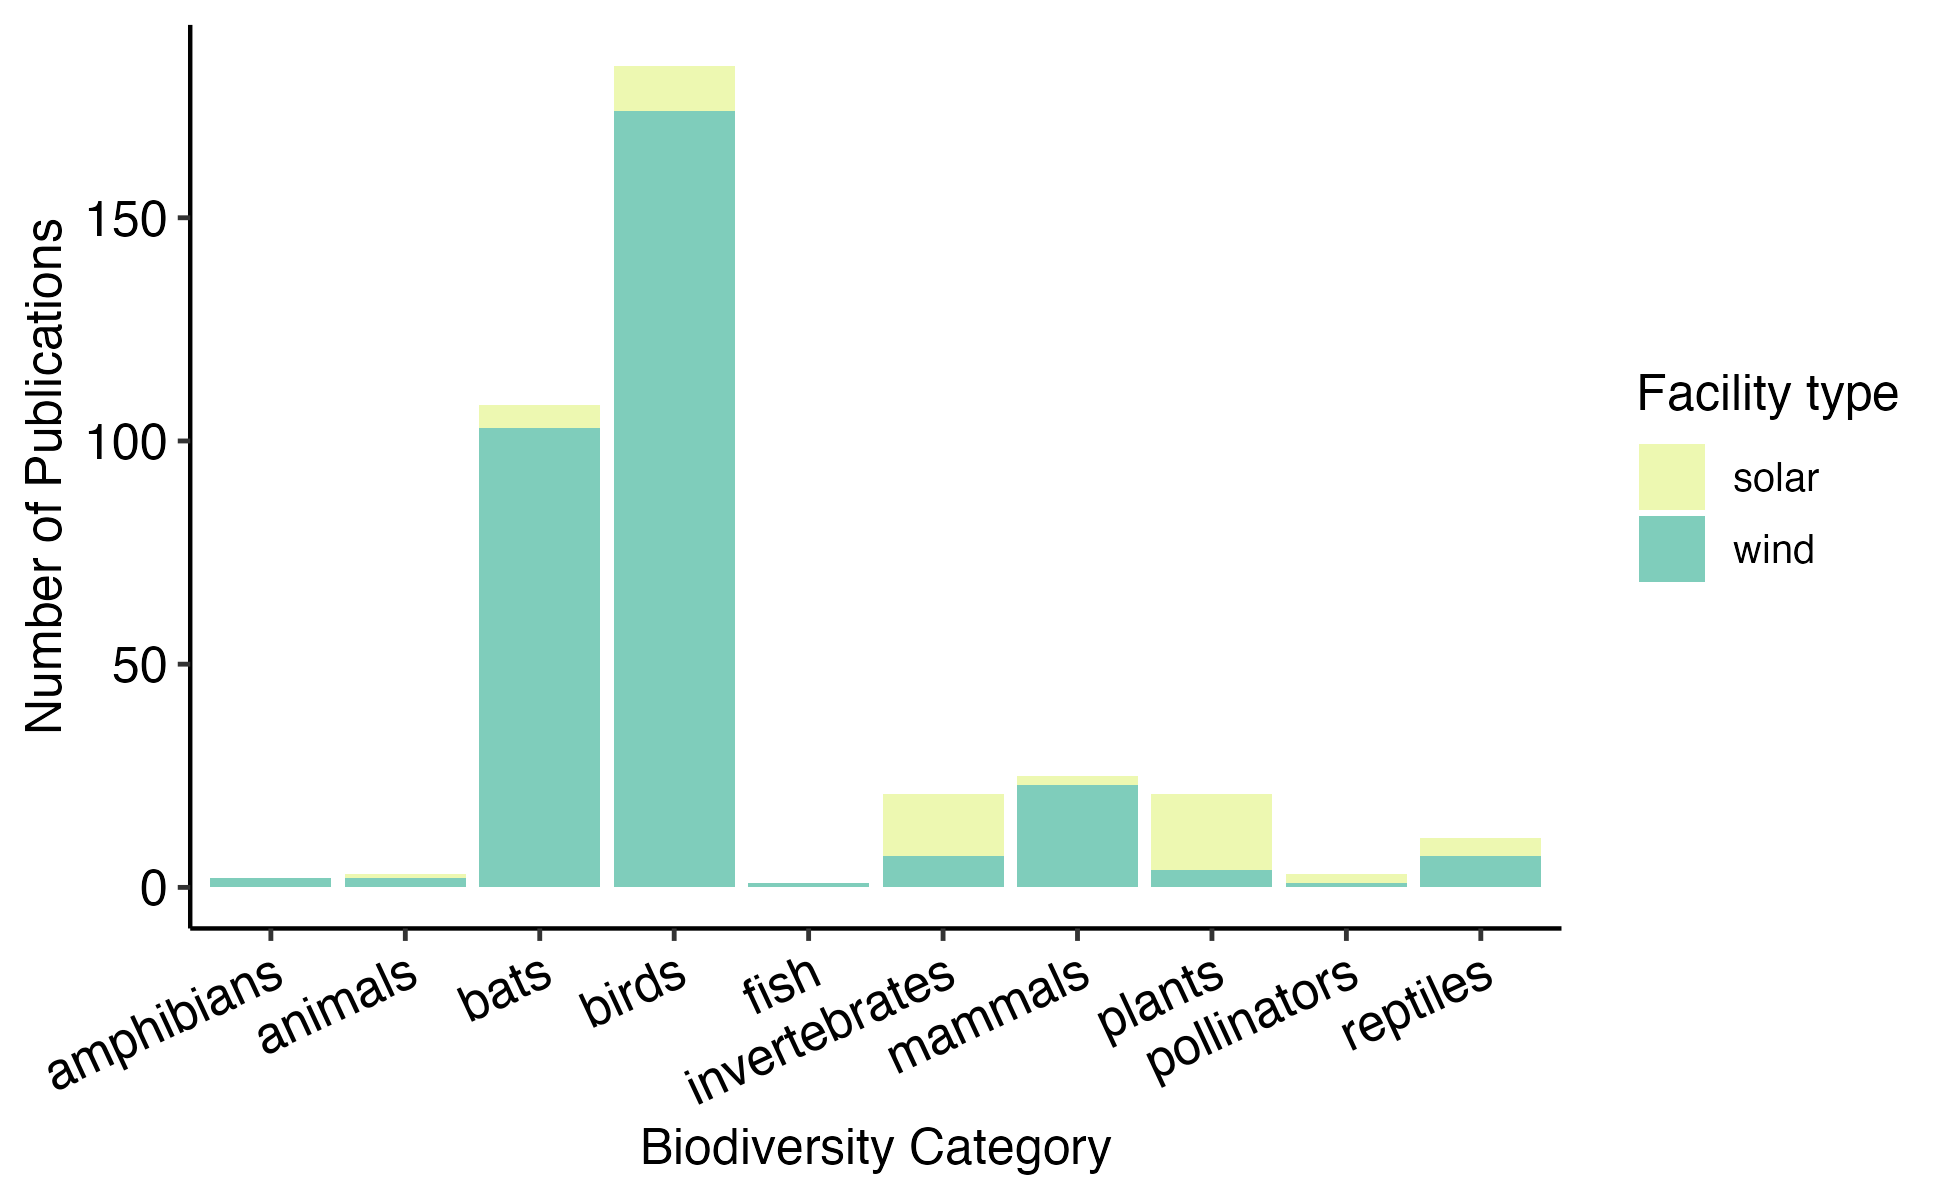 Number of Publications
150
100
50
0
amphibians
animals
bats
birds
fish
invertebrates
mammals
plants
pollinators
reptiles
Biodiversity Category
Facility type
solar
wind